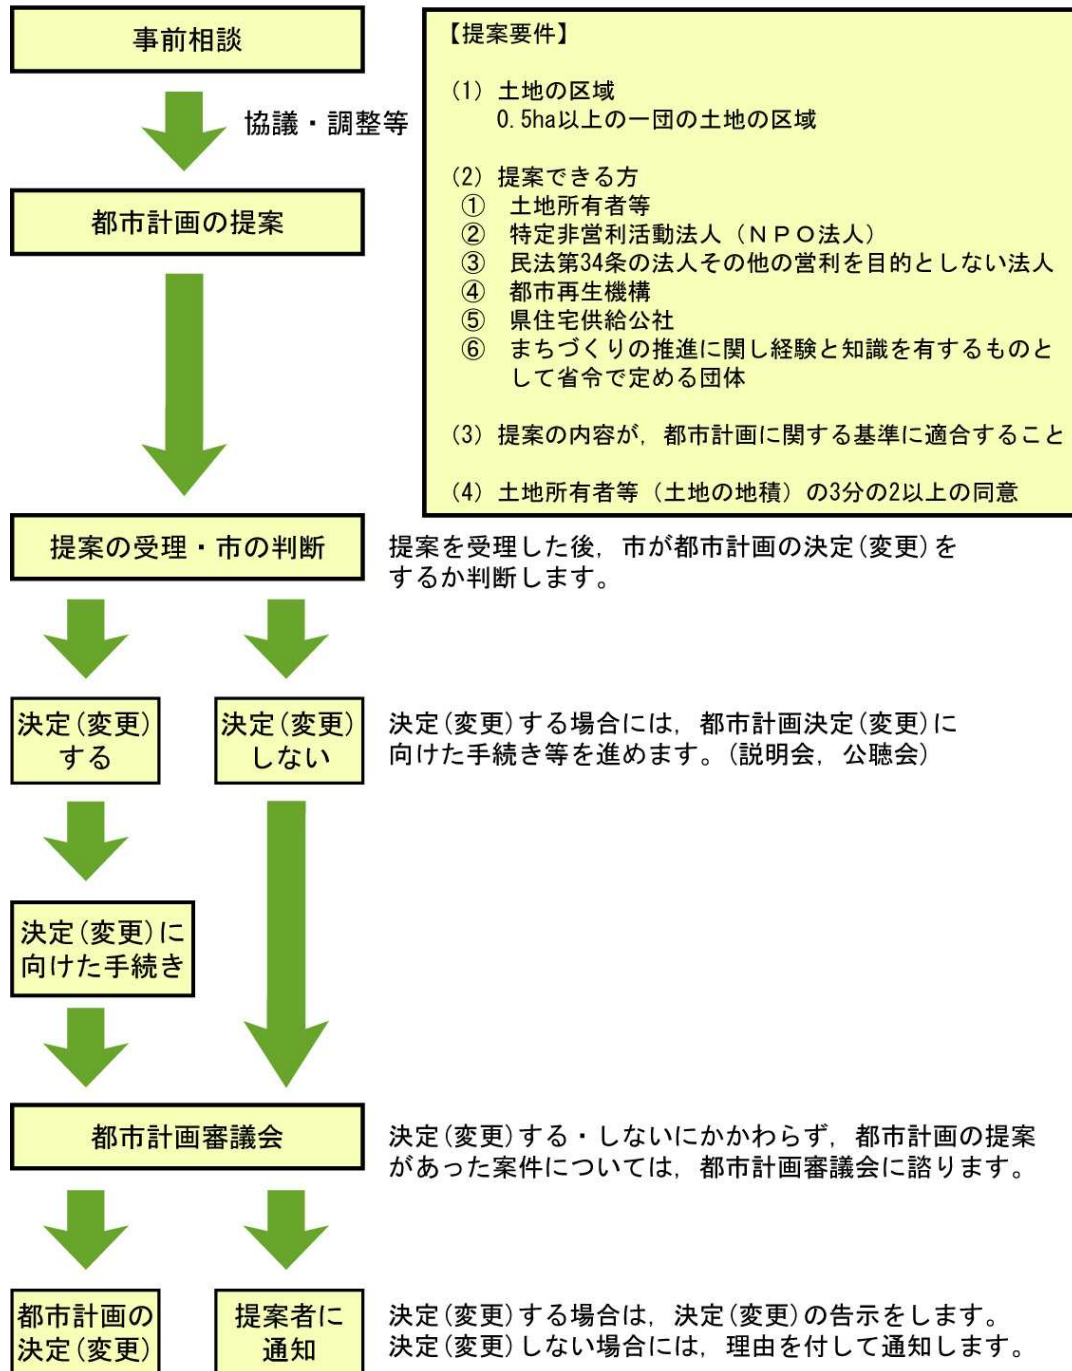 事前相談
協議・調整等
都市計画の提案
【提案要件】
(1) 土地の区域
0.5ha以上の一団の土地の区域
(2) 提案できる方
① 土地所有者等
② 特定非営利活動法人（ＮＰＯ法人）
③ 民法第34条の法人その他の営利を目的としない法人
④ 都市再生機構
⑤ 県住宅供給公社
⑥ まちづくりの推進に関し経験と知識を有するものと
して省令で定める団体
(3) 提案の内容が，都市計画に関する基準に適合すること
(4) 土地所有者等（土地の地積）の3分の2以上の同意
提案の受理・市の判断
提案を受理した後，市が都市計画の決定(変更)を
するか判断します。
決定(変更)
する
決定(変更)
しない
決定(変更)する場合には，都市計画決定(変更)に
向けた手続き等を進めます。(説明会，公聴会)
決定(変更)に
向けた手続き
都市計画審議会
決定(変更)する・しないにかかわらず，都市計画の提案
があった案件については，都市計画審議会に諮ります。
都市計画の
決定(変更)
提案者に
通知
決定(変更)する場合は，決定(変更)の告示をします。
決定(変更)しない場合には，理由を付して通知します。